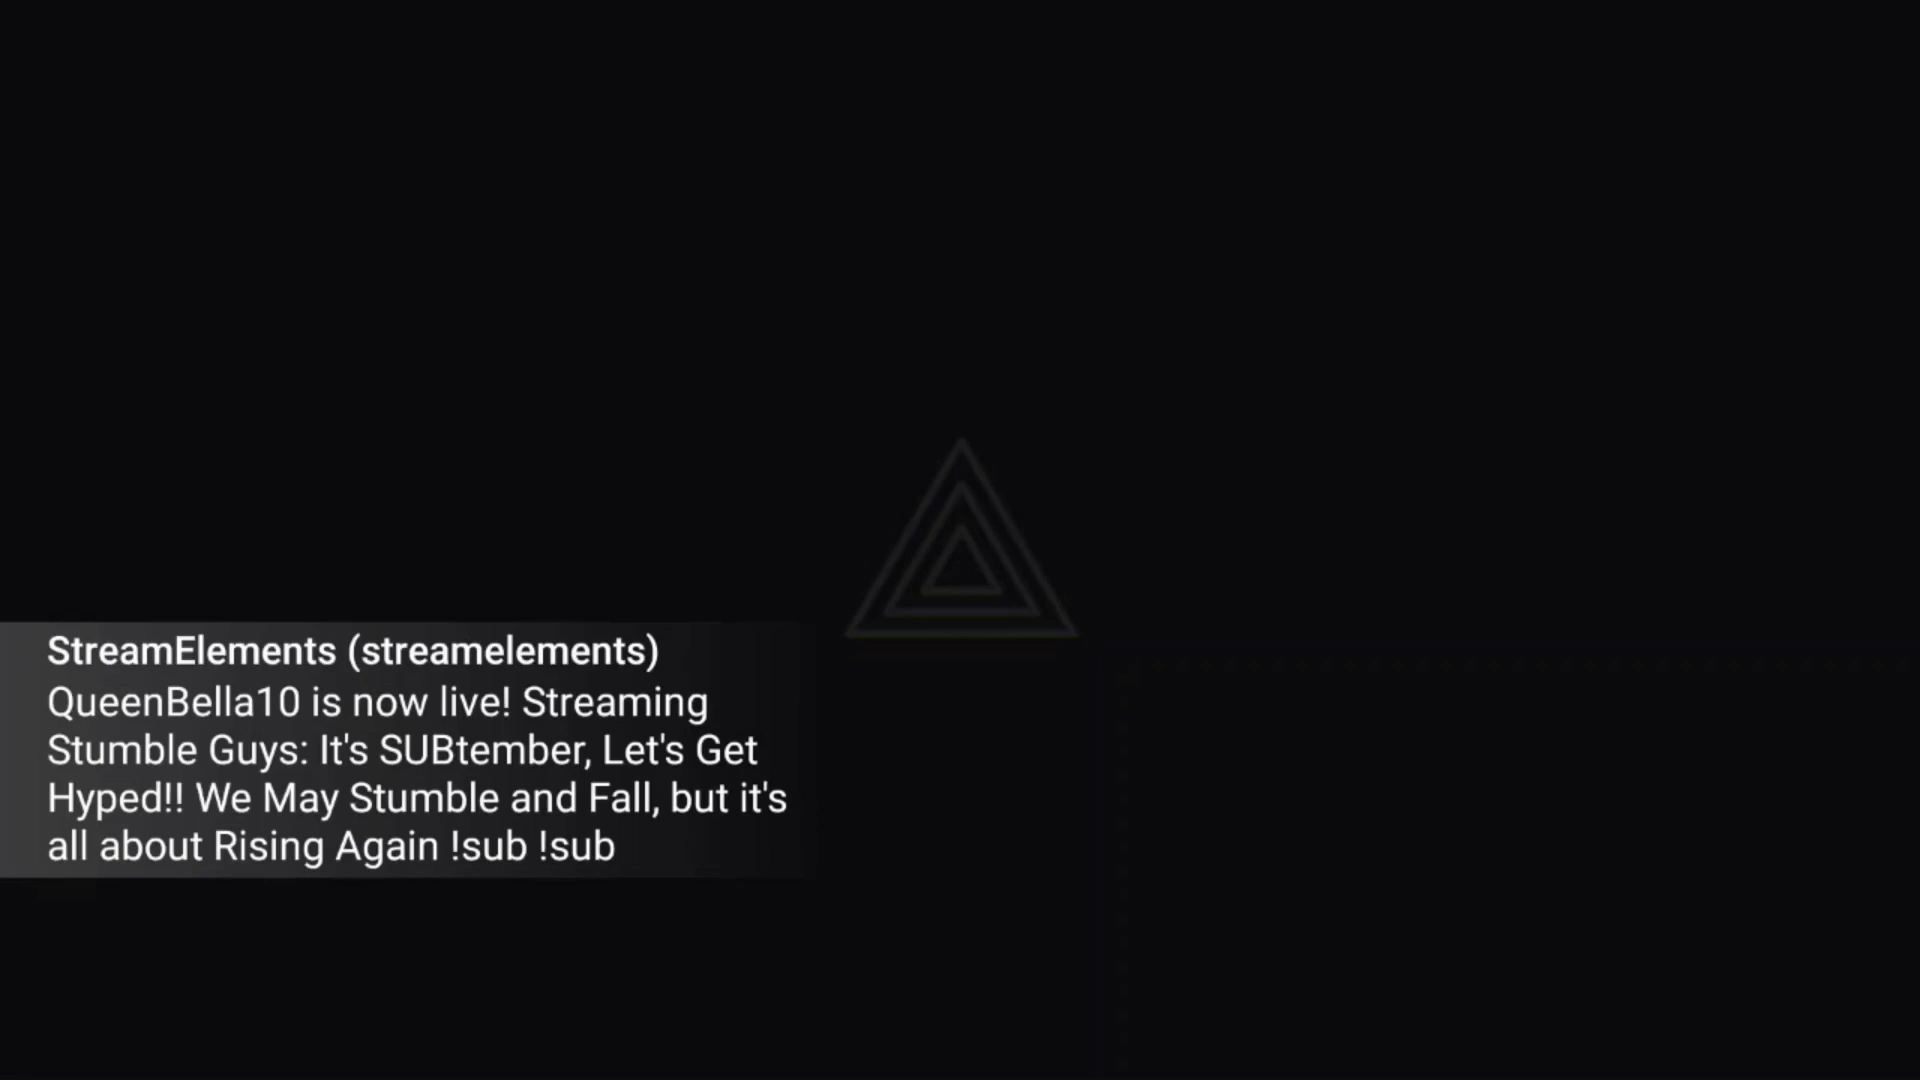 StreamElements (streamelements)
QueenBella10 is now live! Streaming
Stumble Guys: It's SUBtember, Let's Get
Hyped!! We May Stumble and Fall, but it's
all about Rising Again !sub !sub